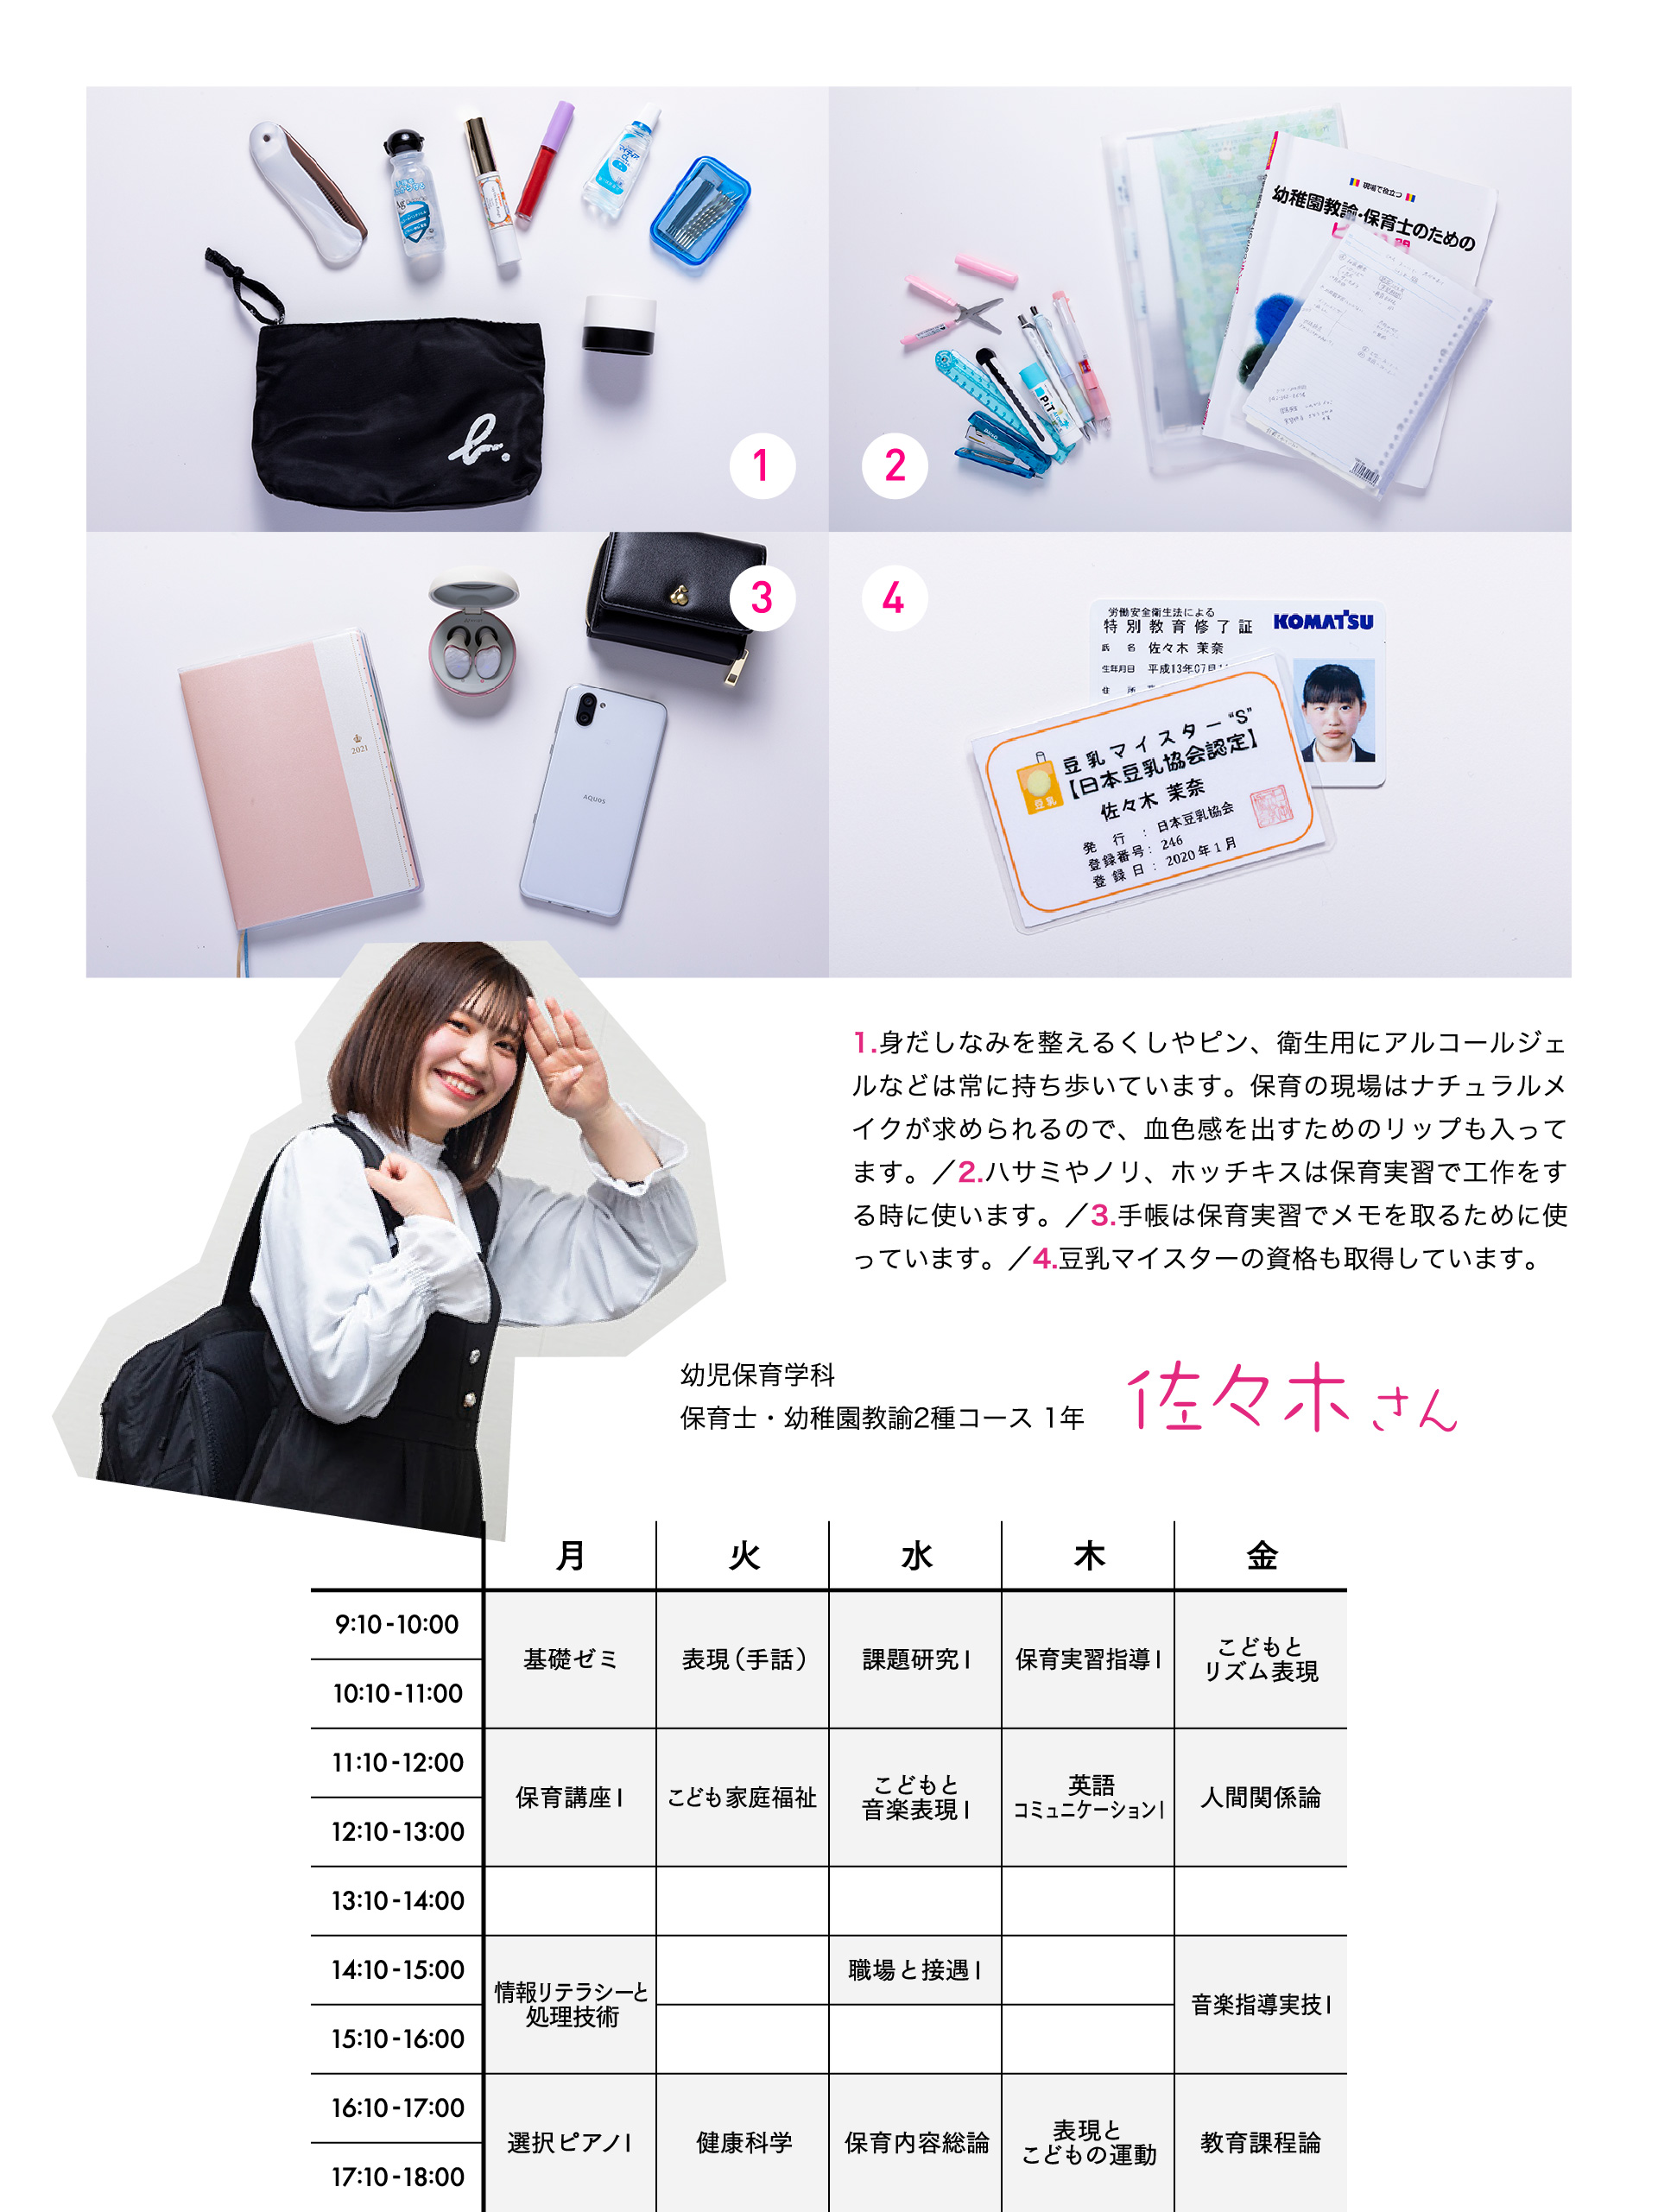 b.
1
現場で役立つ
幼稚園教諭・保育士のための
PiT
2
2021
AQUOS
3
労働安全衛生法による
特別教育修了証
KOMATSU
氏 名 佐々木 茉奈
生年月日 平成13年07月
住 所
豆乳
豆乳マイスター“S”
【日本豆乳協会認定】
佐々木 茉奈
発 行 : 日本豆乳協会
登録番号: 246
登 録 日 : 2020年1月
4
1.身だしなみを整えるくしやピン、衛生用にアルコールジェ
ルなどは常に持ち歩いています。保育の現場はナチュラルメ
イクが求められるので、血色感を出すためのリップも入って
ます。／2.ハサミやノリ、ホッチキスは保育実習で工作をす
る時に使います。／3.手帳は保育実習でメモを取るために使
っています。／4.豆乳マイスターの資格も取得しています。
幼児保育学科
保育士・幼稚園教諭2種コース 1年
佐々木さん
月 火 水 木 金
9:10-10:00
10:10-11:00
基礎ゼミ
表現（手話）
課題研究Ⅰ
保育実習指導Ⅰ
こどもと
リズム表現
11:10-12:00
12:10-13:00
保育講座Ⅰ
こども家庭福祉
こどもと
音楽表現Ⅰ
英語
コミュニケーションⅠ
人間関係論
13:10-14:00
14:10-15:00
15:10-16:00
情報リテラシーと
処理技術
職場と接遇Ⅰ
音楽指導実技Ⅰ
16:10-17:00
17:10-18:00
選択ピアノⅠ
健康科学
保育内容総論
表現と
こどもの運動
教育課程論